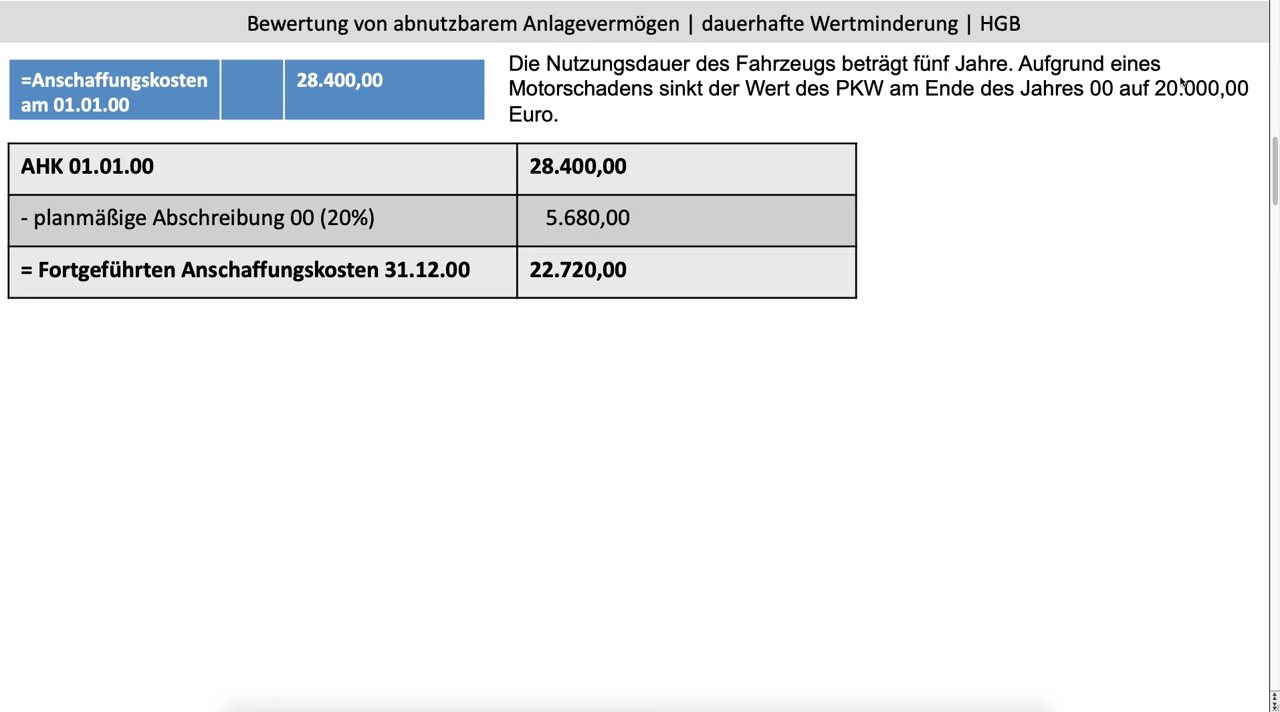 Bewertung von abnutzbarem Anlagevermögen | dauerhafte Wertminderung | HGB
=Anschaffungskosten am 01.01.00 28.400,00
Die Nutzungsdauer des Fahrzeugs beträgt fünf Jahre. Aufgrund eines
Motorschadens sinkt der Wert des PKW am Ende des Jahres 00 auf 20.000,00
Euro.
AHK 01.01.00 28.400,00
- planmäßige Abschreibung 00 (20%) 5.680,00
= Fortgeführten Anschaffungskosten 31.12.00 22.720,00